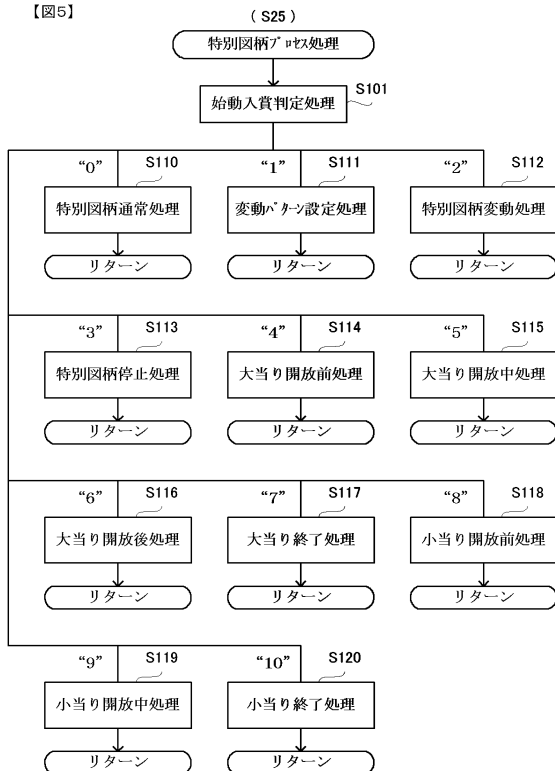 【図5】
(S25)
特別図柄プロセス処理
S101
始動入賞判定処理
“0”
S110
“1”
S111
“2”
S112
特別図柄通常処理
変動パターン設定処理
特別図柄変動処理
リターン
リターン
リターン
“3”
S113
“4”
S114
“5”
S115
特別図柄停止処理
大当り開放前処理
大当り開放中処理
リターン
リターン
リターン
“6”
S116
“7”
S117
“8”
S118
大当り開放後処理
大当り終了処理
小当り開放前処理
リターン
リターン
リターン
“9”
S119
“10”
S120
小当り開放中処理
小当り終了処理
リターン
リターン